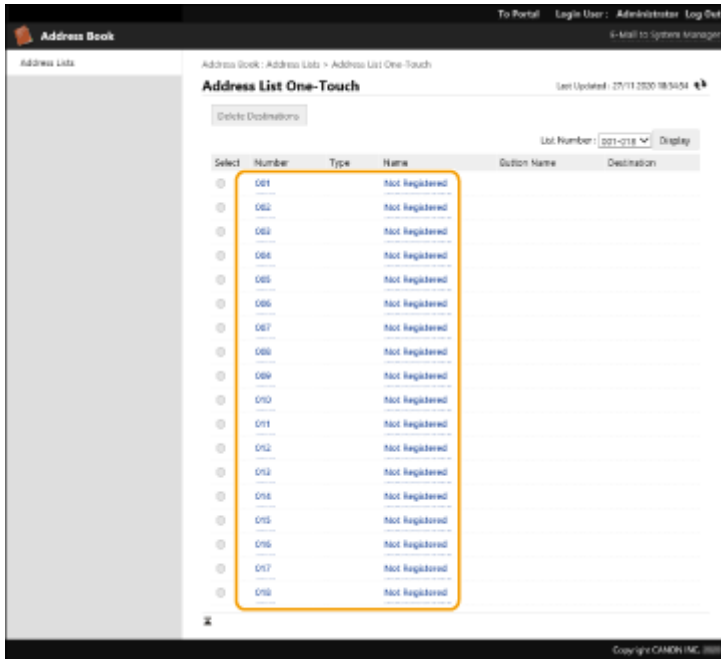 To Portal Login User : Administrator Log Out
Address Book
E-Mail to System Manager
Address Lists
Address Book : Address Lists > Address List One-Touch
Address List One-Touch
Last Updated : 27/11 2020 18:54:54
Delete Destinations
List Number : 001-018 Display
Select Number Type Name Button Name Destination
001 Not Registered
002 Not Registered
003 Not Registered
004 Not Registered
005 Not Registered
006 Not Registered
007 Not Registered
008 Not Registered
009 Not Registered
010 Not Registered
011 Not Registered
012 Not Registered
013 Not Registered
014 Not Registered
015 Not Registered
016 Not Registered
017 Not Registered
018 Not Registered
Copyright CANON INC.